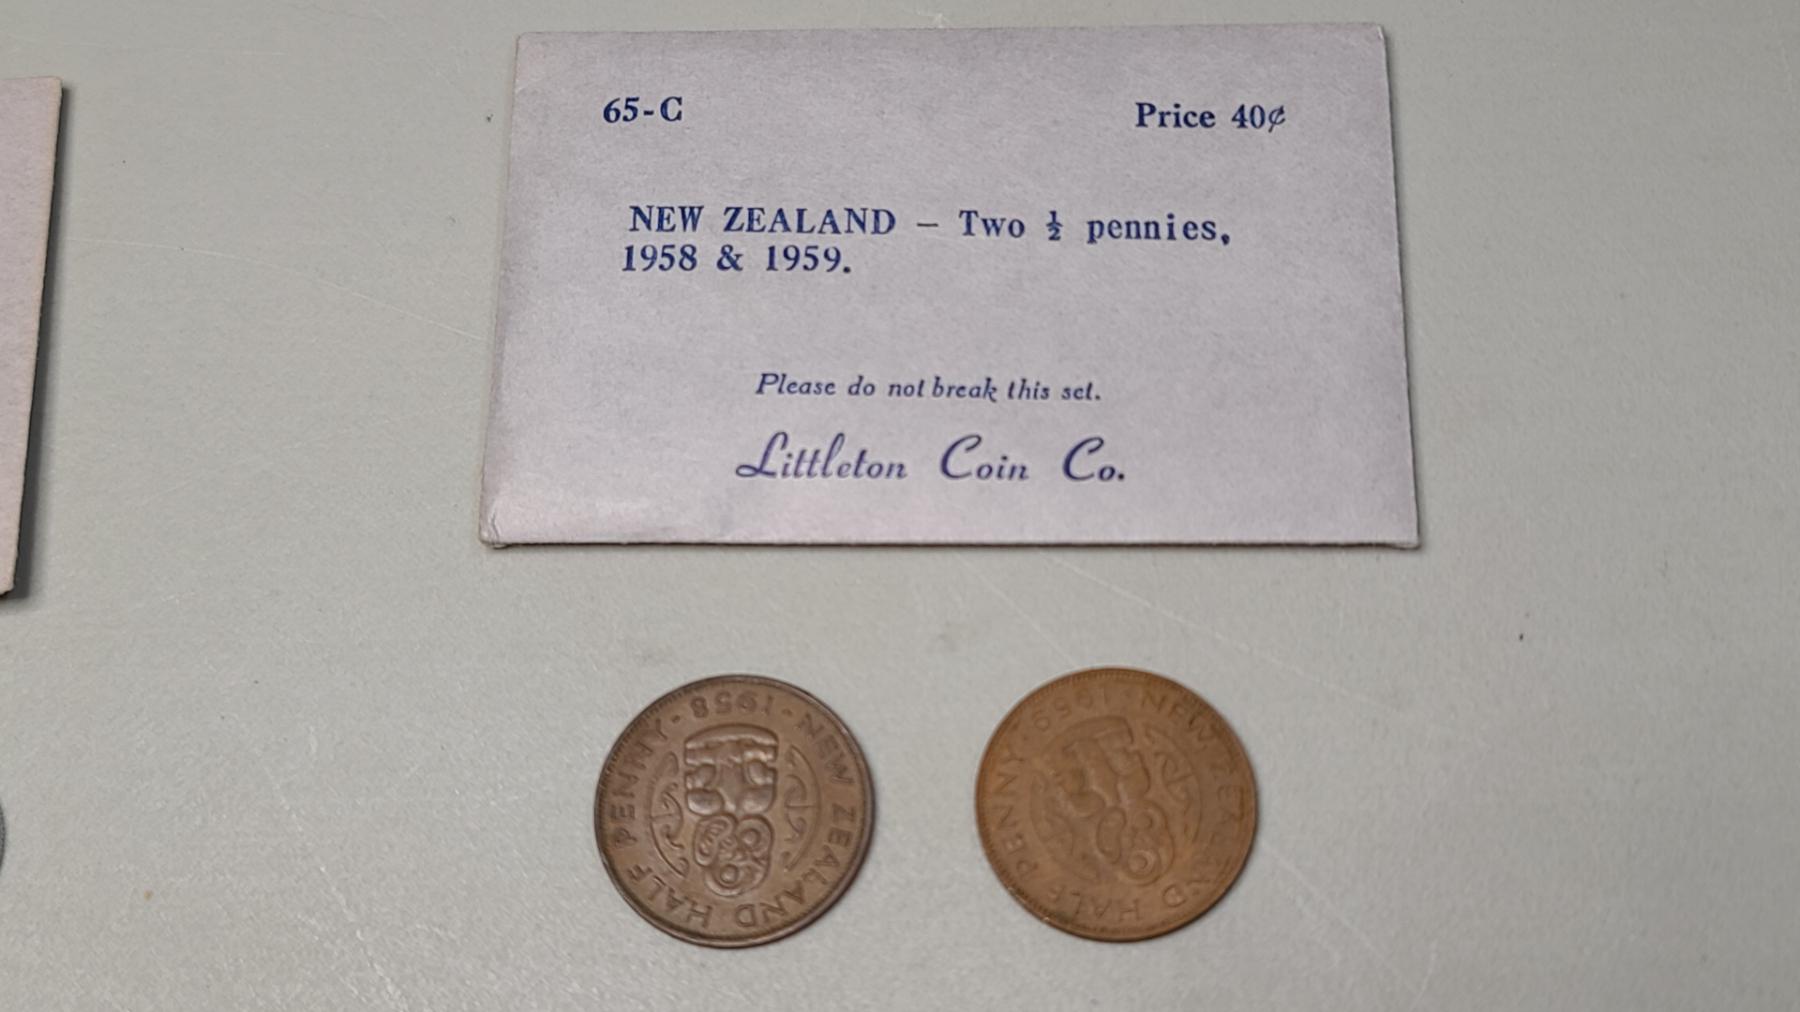 65-C
Price 40¢
NEW ZEALAND – Two ½ pennies,
1958 & 1959.
Please do not break this set.
Littleton Coin Co.
NEW ZEALAND HALF PENNY · 1958 ·
NEW ZEALAND HALF PENNY · 1959 ·